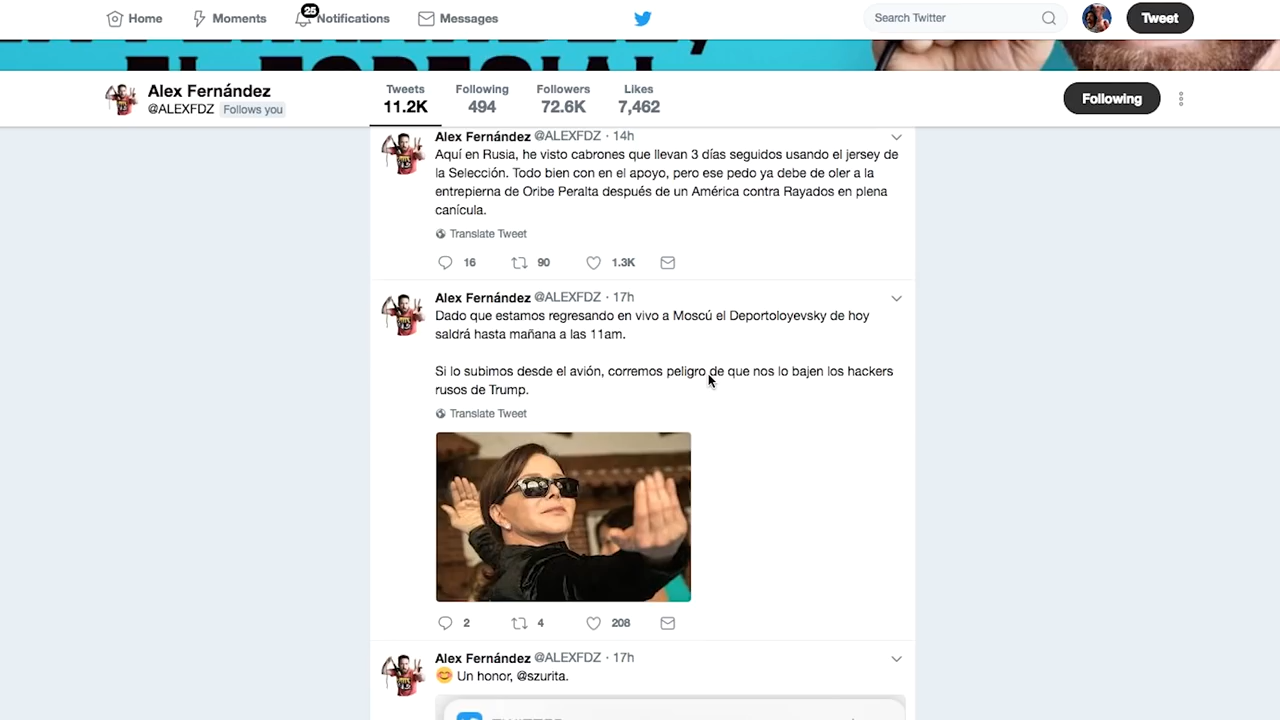 Home Moments 25 Notifications Messages Search Twitter Tweet
EL ESPECIAL
Alex Fernández
@ALEXFDZ Follows you
Tweets Following Followers Likes
11.2K 494 72.6K 7,462
Following
Alex Fernández @ALEXFDZ · 14h
Aquí en Rusia, he visto cabrones que llevan 3 días seguidos usando el jersey de
la Selección. Todo bien con en el apoyo, pero ese pedo ya debe de oler a la
entrepierna de Oribe Peralta después de un América contra Rayados en plena
canícula.
Translate Tweet
16 90 1.3K
Alex Fernández @ALEXFDZ · 17h
Dado que estamos regresando en vivo a Moscú el Deportoloyevsky de hoy
saldrá hasta mañana a las 11am.
Si lo subimos desde el avión, corremos peligro de que nos lo bajen los hackers
rusos de Trump.
Translate Tweet
2 4 208
Alex Fernández @ALEXFDZ · 17h
Un honor, @szurita.
TWITTER